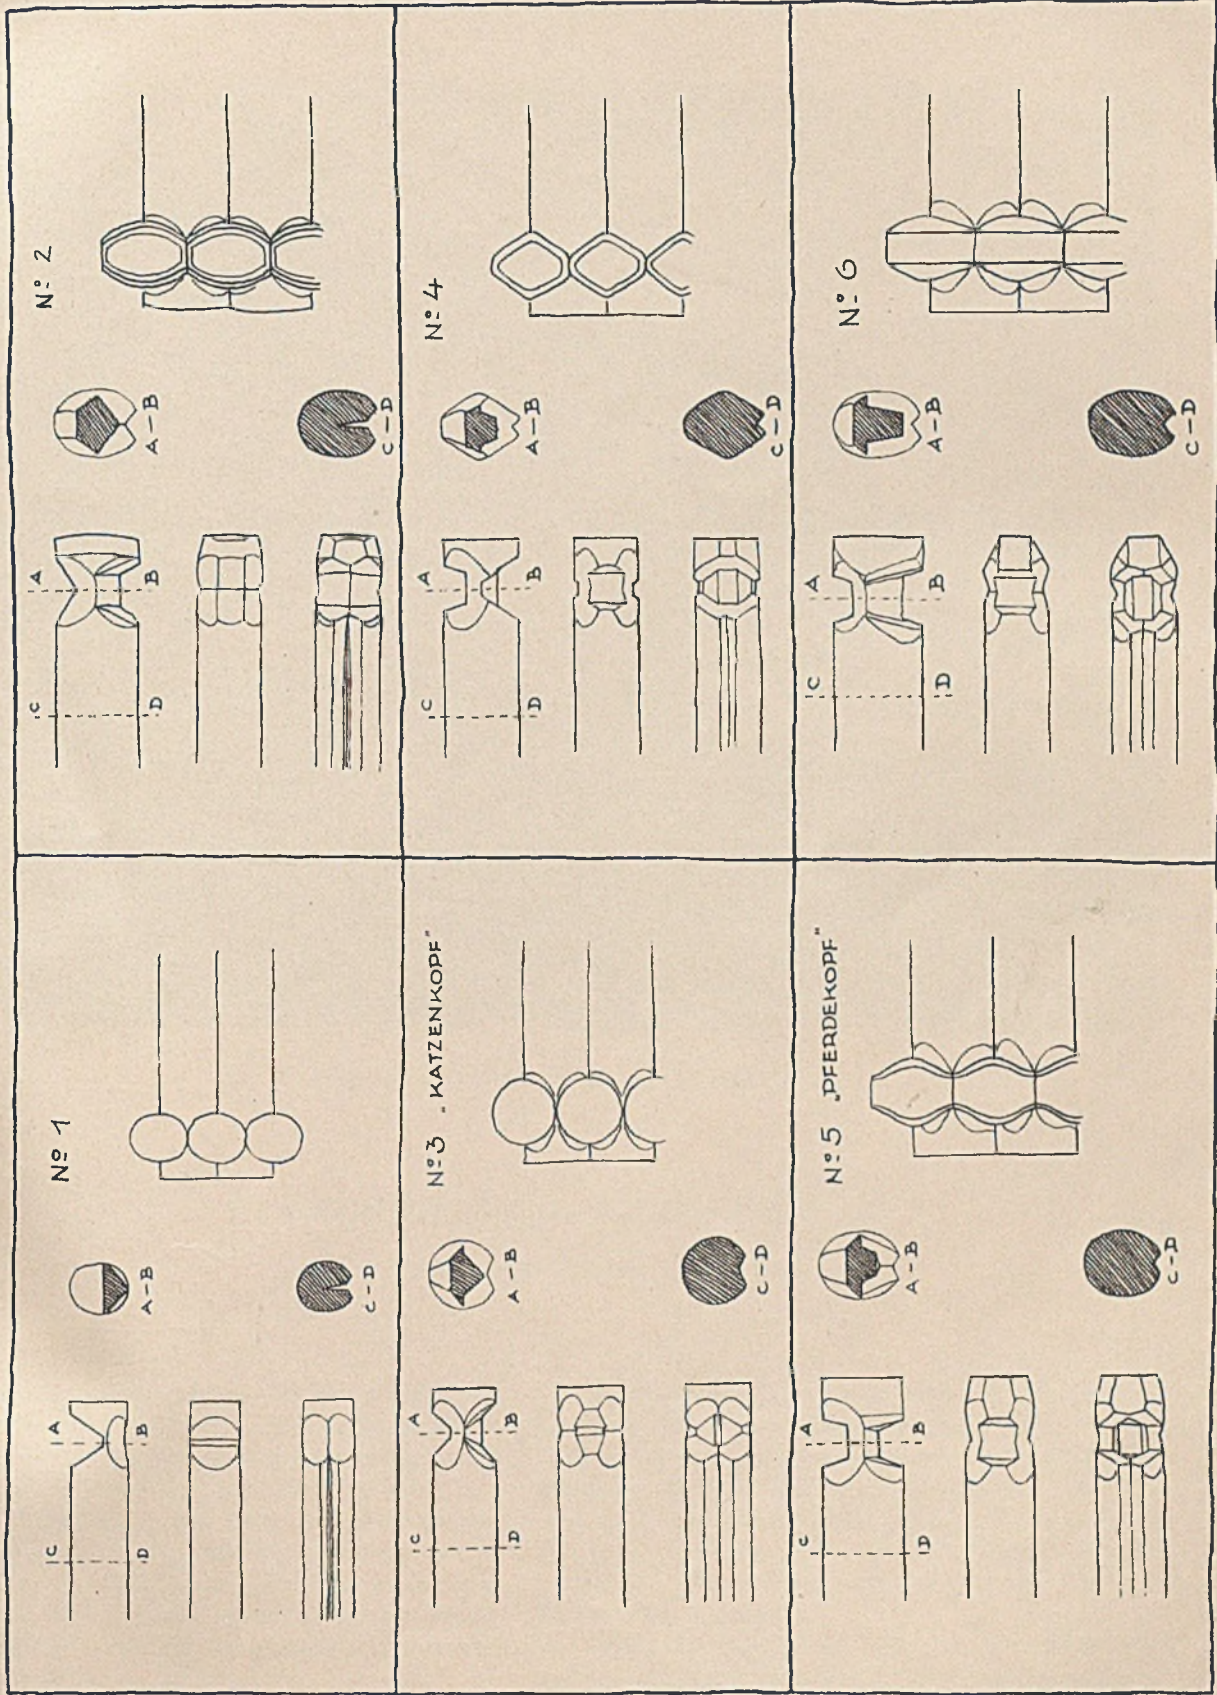 Nº 1
C
A
D
B
A – B
C – D
Nº 2
C
A
D
B
A – B
C – D
Nº 3 „KATZENKOPF"
C
A
D
B
A – B
C – D
Nº 4
C
A
D
B
A – B
C – D
Nº 5 „PFERDEKOPF"
C
A
D
B
A – B
C – D
Nº 6
C
A
D
B
A – B
C – D